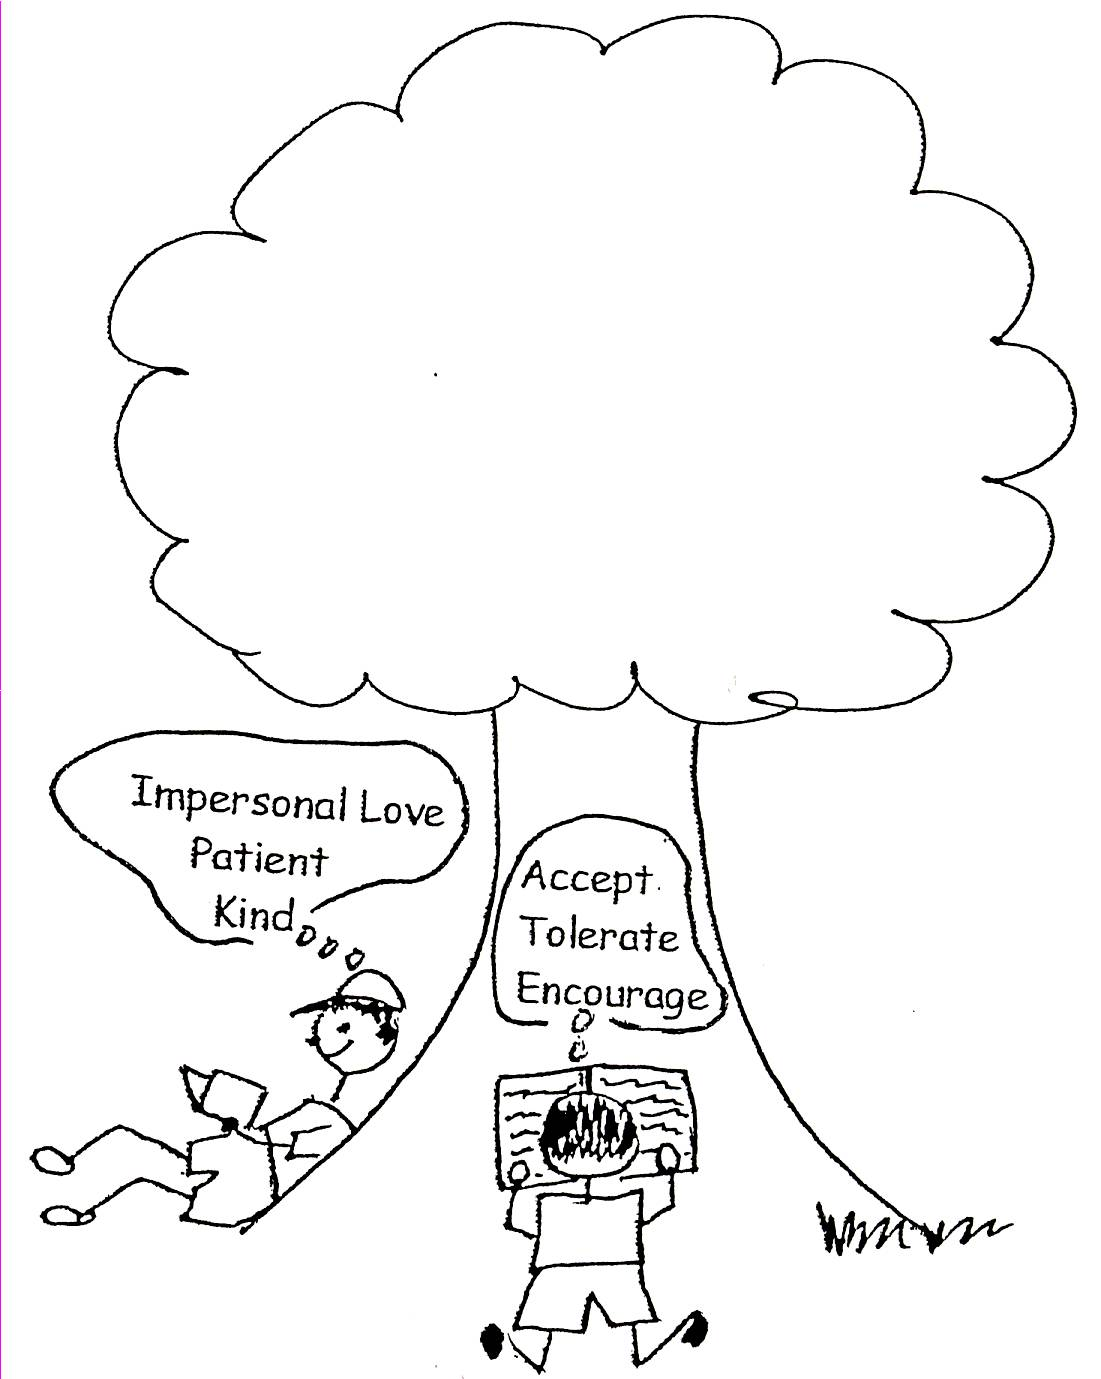 Impersonal Love
Patient
Kind
Accept
Tolerate
Encourage